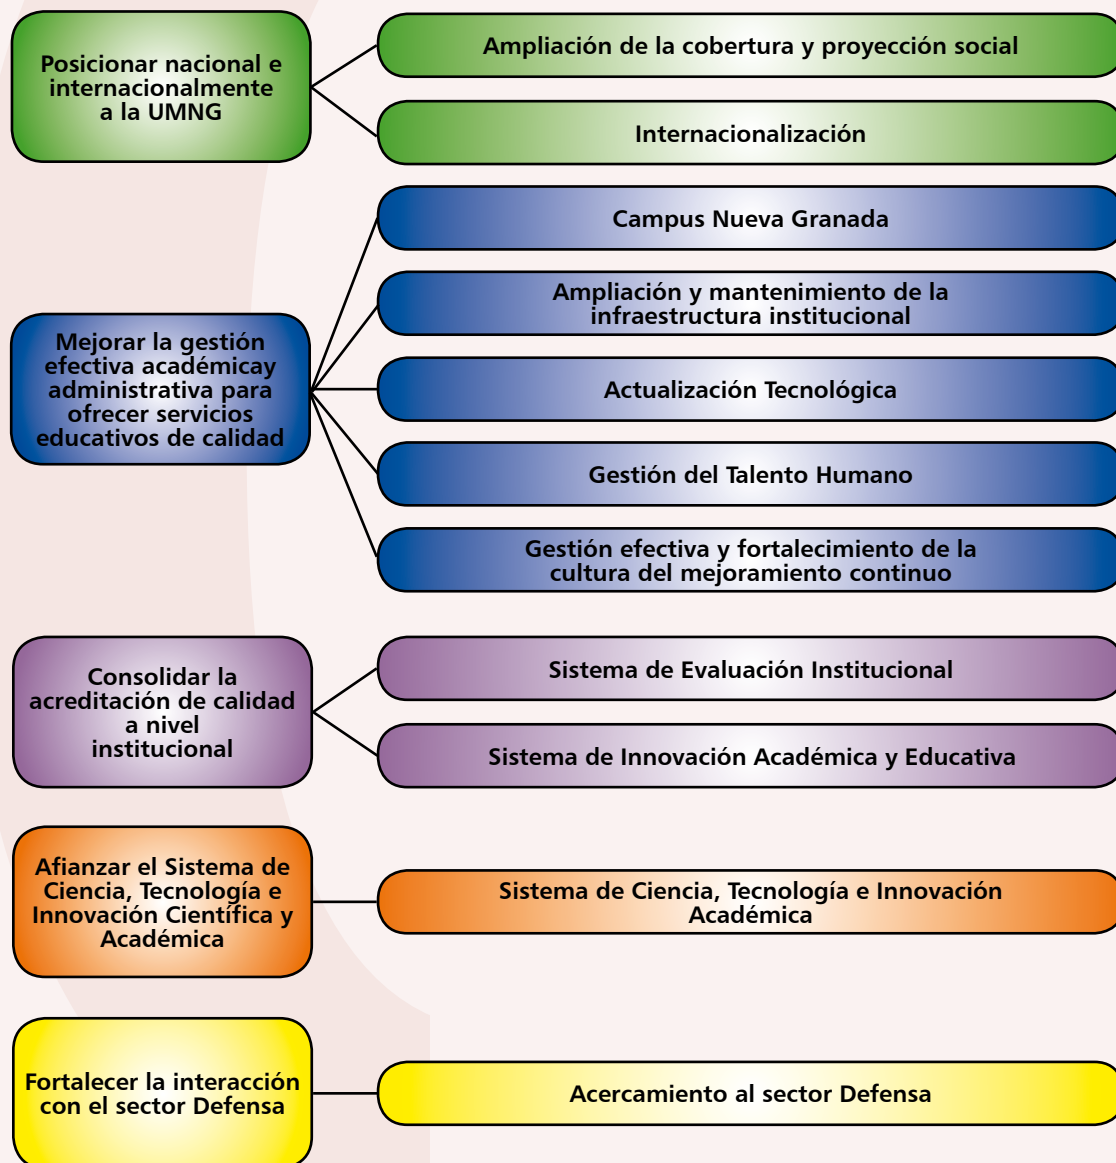 Posicionar nacional e
internacionalmente
a la UMNG
Ampliación de la cobertura y proyección social
Internacionalización
Mejorar la gestión
efectiva académicay
administrativa para
ofrecer servicios
educativos de calidad
Campus Nueva Granada
Ampliación y mantenimiento de la
infraestructura institucional
Actualización Tecnológica
Gestión del Talento Humano
Gestión efectiva y fortalecimiento de la
cultura del mejoramiento continuo
Consolidar la
acreditación de calidad
a nivel
institucional
Sistema de Evaluación Institucional
Sistema de Innovación Académica y Educativa
Afianzar el Sistema de
Ciencia, Tecnología e
Innovación Científica y
Académica
Sistema de Ciencia, Tecnología e Innovación
Académica
Fortalecer la interacción
con el sector Defensa
Acercamiento al sector Defensa